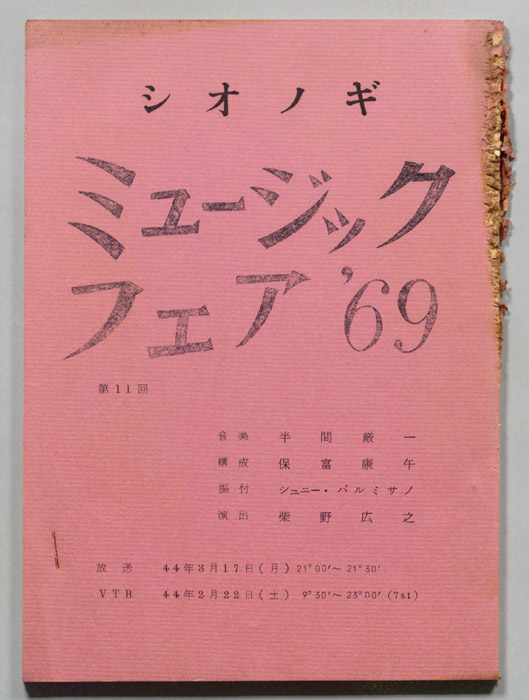 シオノギ
ミュージック
フェア '69
第11回
音楽 半間厳一
構成 保富康午
振付 シュニー・パルミサノ
演出 柴野広之
放送 44年3月17日(月) 21°00'～21°30'
VTR 44年2月22日(土) 9°30'～23°00' (7st)